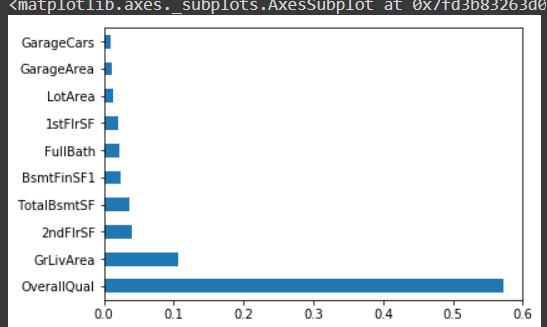 <matplotlib.axes._subplots.AxesSubplot at 0x7fd3b83263d0
GarageCars
GarageArea
LotArea
1stFlrSF
FullBath
BsmtFinSF1
TotalBsmtSF
2ndFlrSF
GrLivArea
OverallQual
0.0 0.1 0.2 0.3 0.4 0.5 0.6